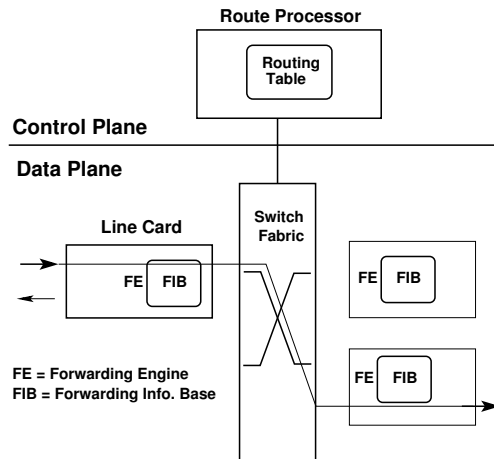 Route Processor
Routing
Table
Control Plane
Data Plane
Switch
Fabric
Line Card
FE
FIB
FE
FIB
FE
FIB
FE = Forwarding Engine
FIB = Forwarding Info. Base